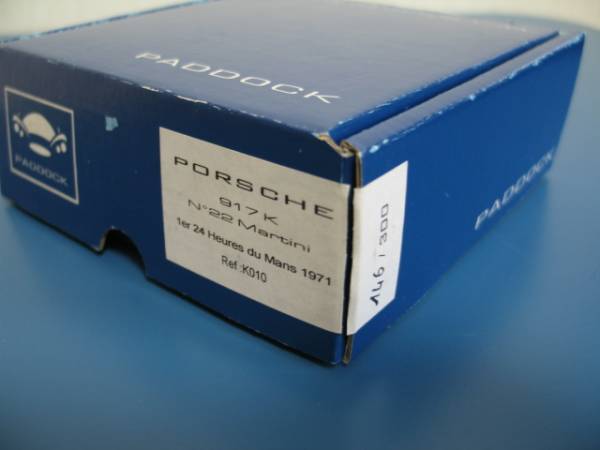 PADDOCK
PADDOCK
PORSCHE
917 K
N°22 Martini
1er 24 Heures du Mans 1971
Ref :K010
146 / 300
PADDOCK